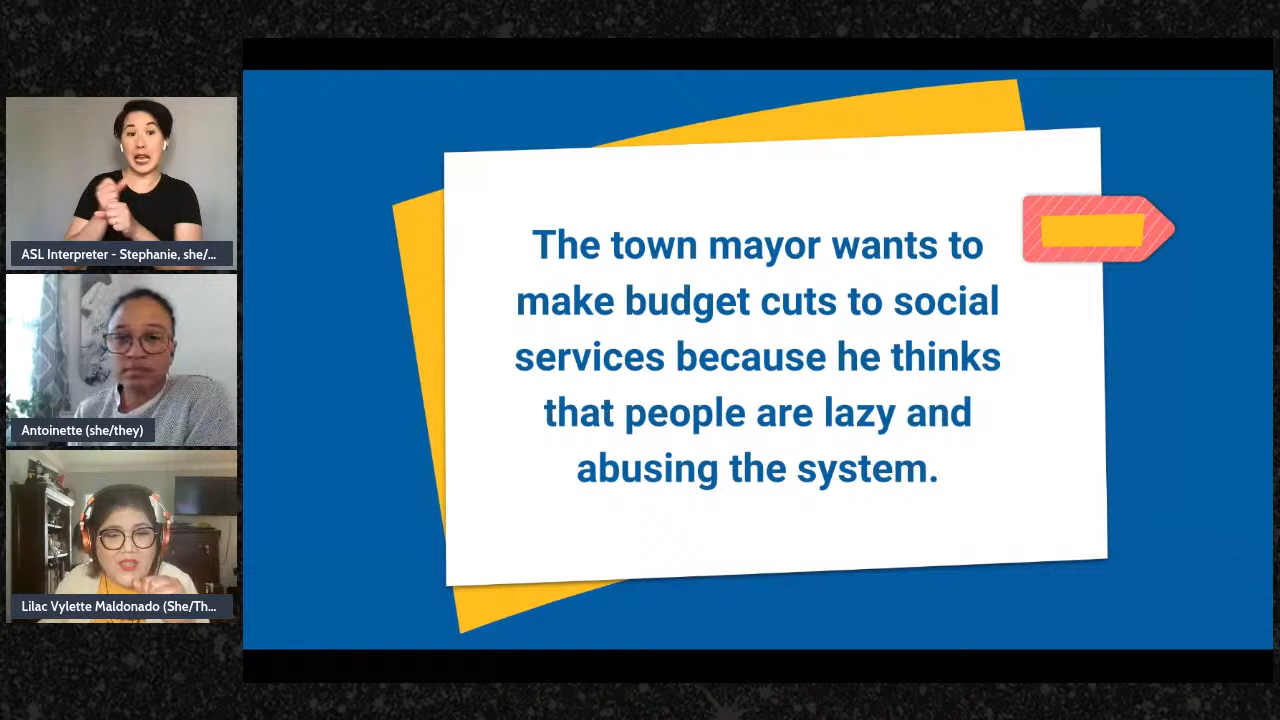 ASL Interpreter - Stephanie, she/...
Antoinette (she/they)
Lilac Vylette Maldonado (She/Th...
The town mayor wants to
make budget cuts to social
services because he thinks
that people are lazy and
abusing the system.